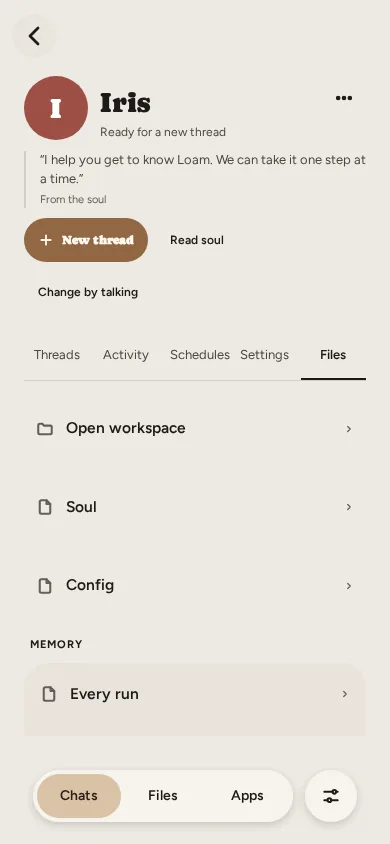 I
Iris
Ready for a new thread
“I help you get to know Loam. We can take it one step at
a time.”
From the soul
New thread
Read soul
Change by talking
Threads
Activity
Schedules
Settings
Files
Open workspace
Soul
Config
MEMORY
Every run
Chats
Files
Apps